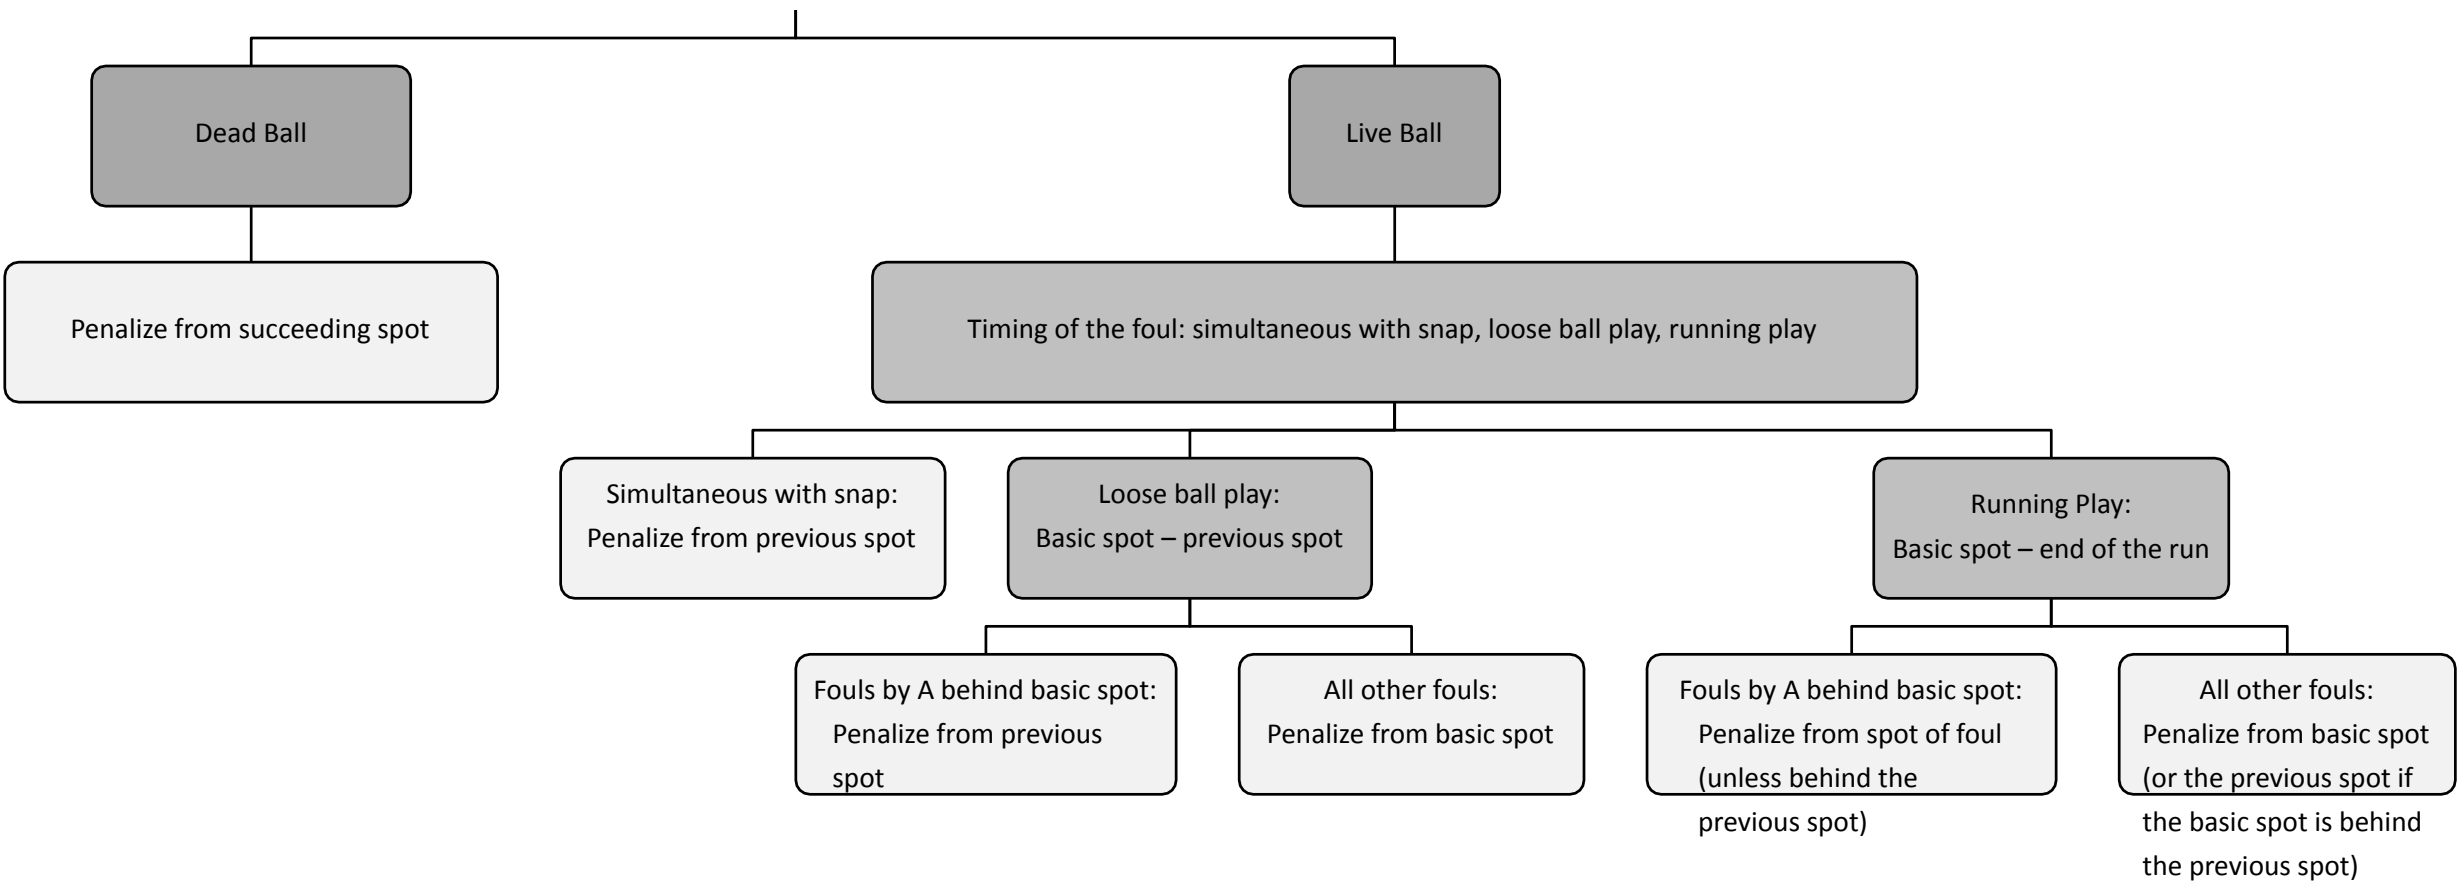 Dead Ball
Live Ball
Penalize from succeeding spot
Timing of the foul: simultaneous with snap, loose ball play, running play
Simultaneous with snap:
Penalize from previous spot
Loose ball play:
Basic spot – previous spot
Running Play:
Basic spot – end of the run
Fouls by A behind basic spot:
Penalize from previous
spot
All other fouls:
Penalize from basic spot
Fouls by A behind basic spot:
Penalize from spot of foul
(unless behind the
previous spot)
All other fouls:
Penalize from basic spot
(or the previous spot if
the basic spot is behind
the previous spot)